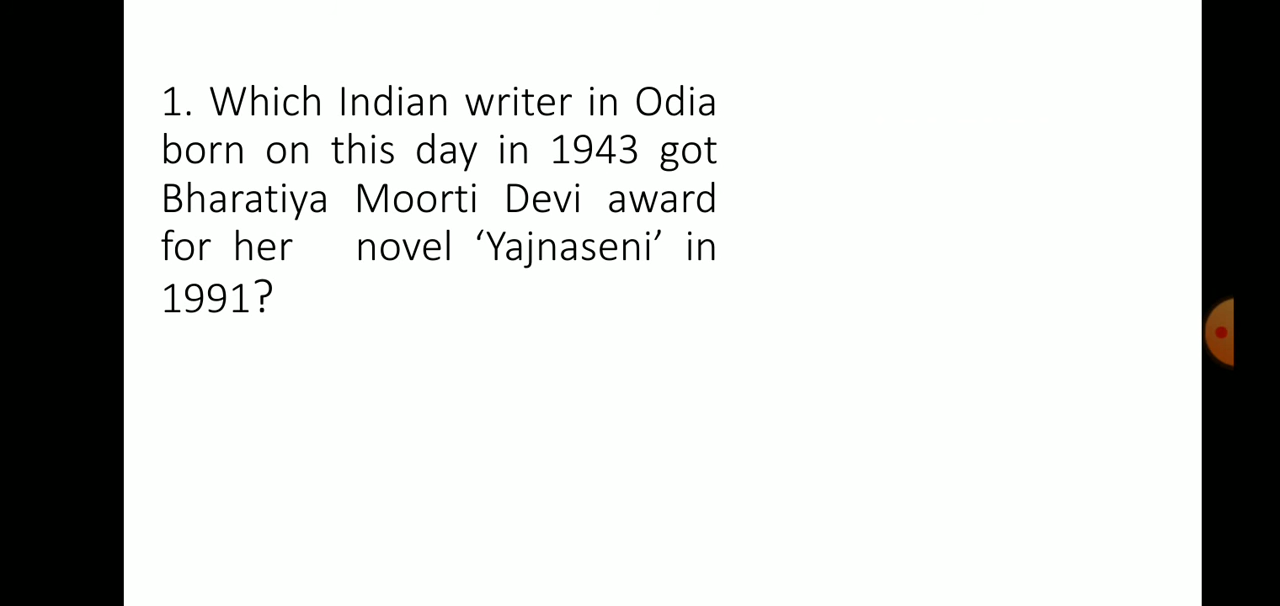 1. Which Indian writer in Odia
born on this day in 1943 got
Bharatiya Moorti Devi award
for her novel ‘Yajnaseni’ in
1991?